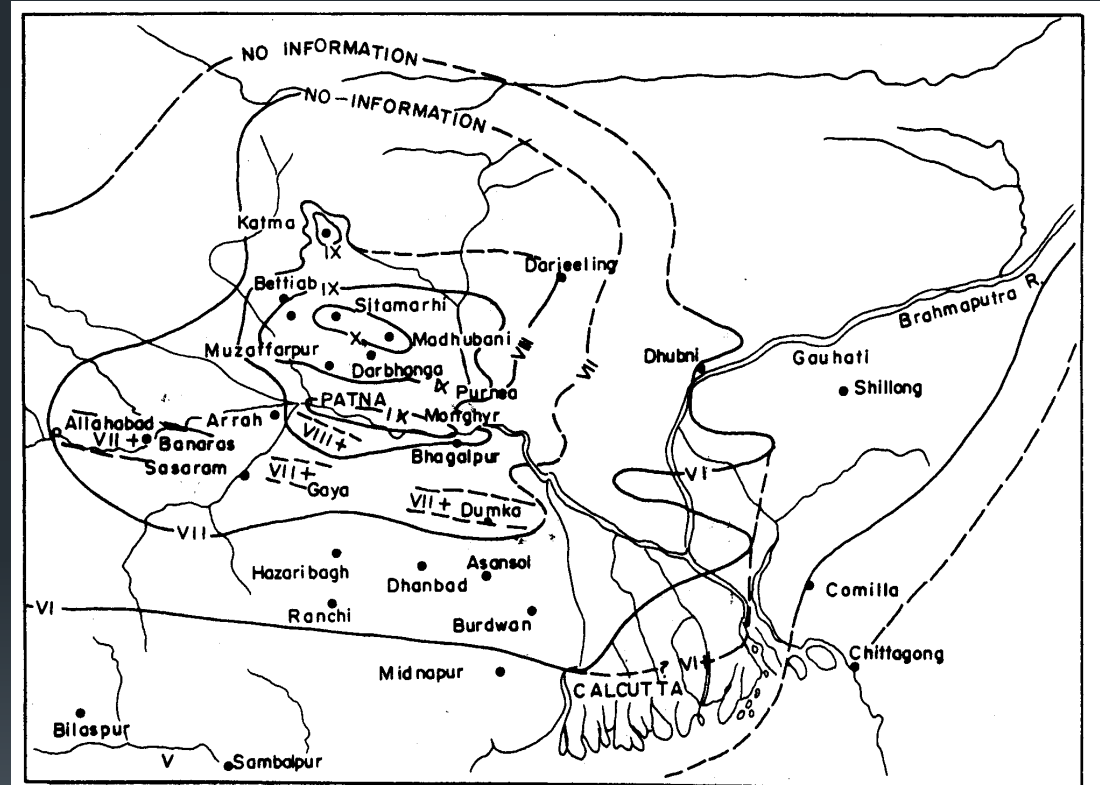 NO INFORMATION
NO-INFORMATION
Katma
IX
Darjeeling
Bettiab IX
Sitamarhi
X
Madhubani
VIII
Brahmaputra R.
Muzaffarpur
Darbhanga
VII
Dhubni
Gauhati
Shillong
IX
Purnea
PATNA
IX
Monghyr
Allahabad
Arrah
VII+
Banaras
VIII+
Bhagalpur
Sasaram
VII+
Gaya
VI
VII+
Dumka
VII
Hazaribagh
Dhanbad
Asansol
Comilla
VI
Ranchi
Burdwan
Midnapur
? VI+
Chittagong
CALCUTTA
Bilaspur
V
Sambalpur